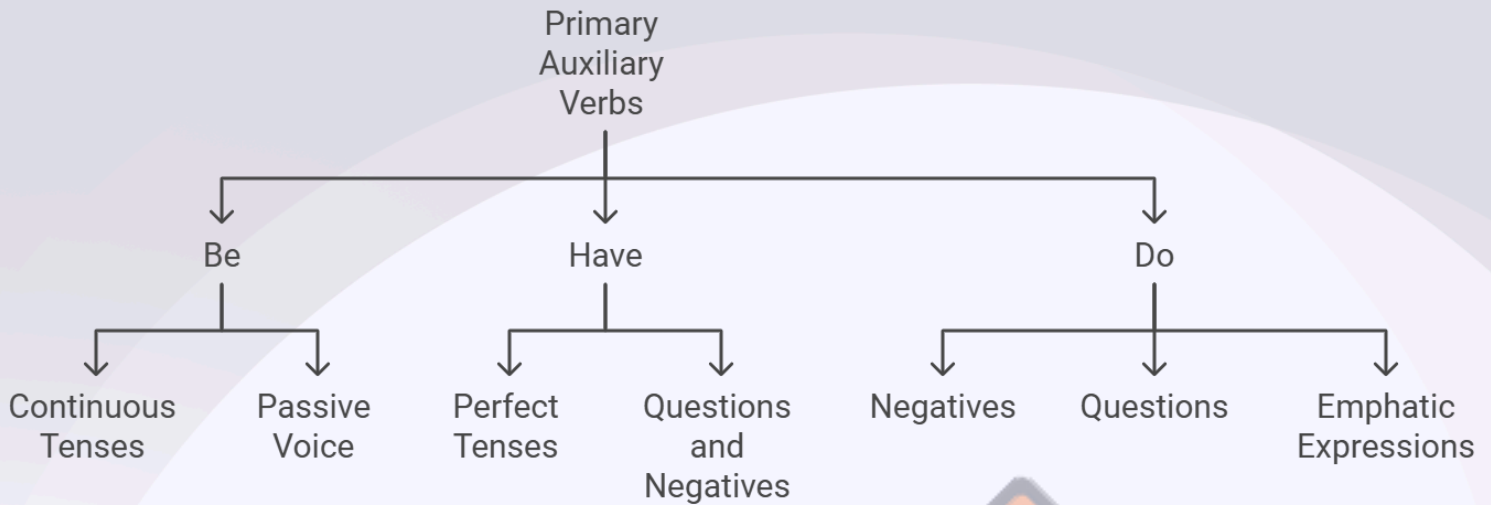 Primary
Auxiliary
Verbs
Be
Have
Do
Continuous
Tenses
Passive
Voice
Perfect
Tenses
Questions
and
Negatives
Negatives
Questions
Emphatic
Expressions